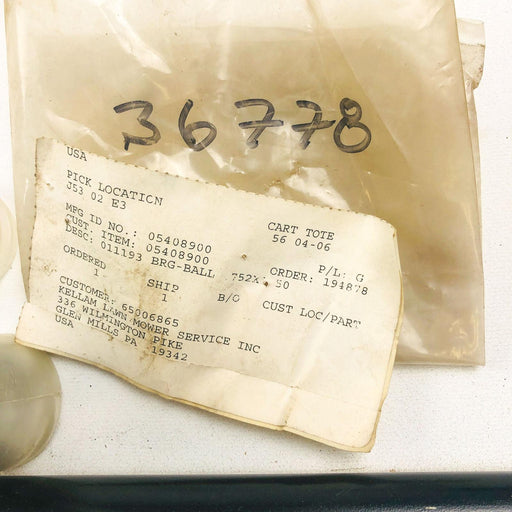 36778
USA
PICK LOCATION
J53 02 E3
CART TOTE
56 04-06
MFG ID NO.: 05408900
CUST. ITEM: 05408900
P/L: G
DESC: 011193 BRG-BALL .752X. 50
ORDER: 194878
ORDERED SHIP B/O CUST LOC/PART
1 1
CUSTOMER: 65006865
KELLAM LAWN MOWER SERVICE INC
336 WILMINGTON PIKE
GLEN MILLS PA 19342
USA